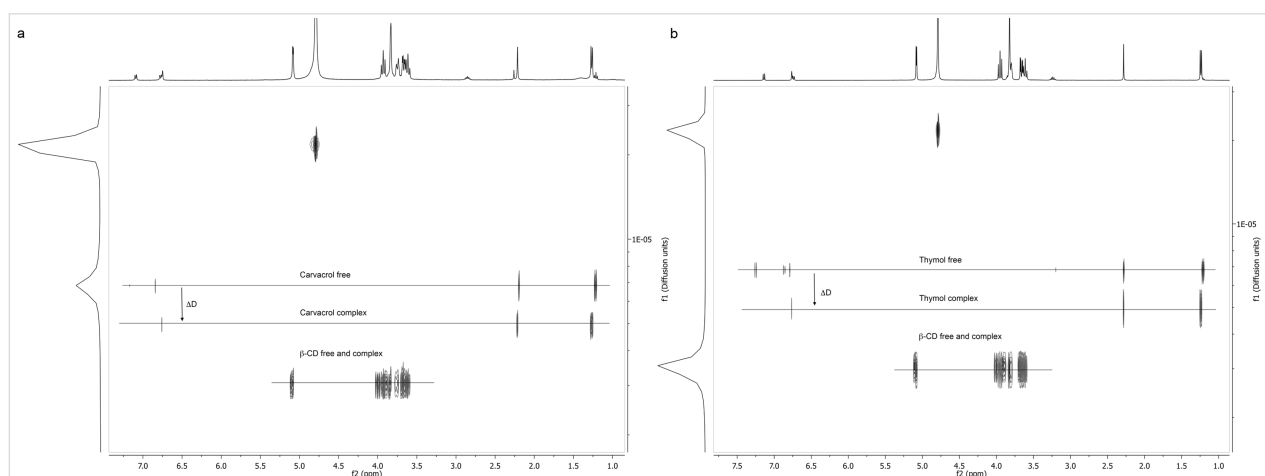 a
Carvacrol free
ΔD
Carvacrol complex
β-CD free and complex
1E-05
f1 (Diffusion units)
7.0 6.5 6.0 5.5 5.0 4.5 4.0 3.5 3.0 2.5 2.0 1.5 1.0
f2 (ppm)
b
Thymol free
ΔD
Thymol complex
β-CD free and complex
1E-05
f1 (Diffusion units)
7.5 7.0 6.5 6.0 5.5 5.0 4.5 4.0 3.5 3.0 2.5 2.0 1.5 1.0
f2 (ppm)